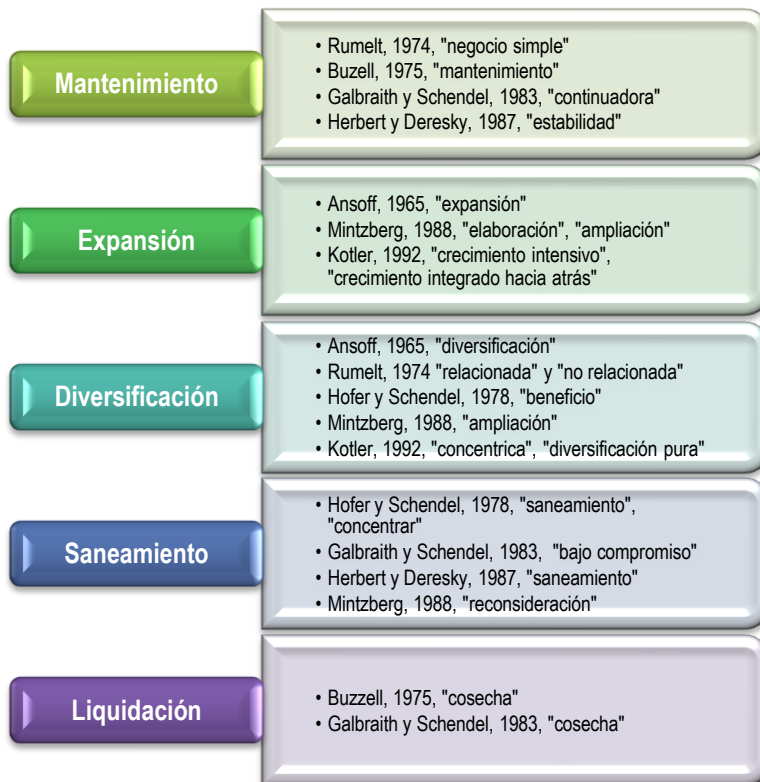 Mantenimiento
• Rumelt, 1974, "negocio simple"
• Buzell, 1975, "mantenimiento"
• Galbraith y Schendel, 1983, "continuadora"
• Herbert y Deresky, 1987, "estabilidad"
Expansión
• Ansoff, 1965, "expansión"
• Mintzberg, 1988, "elaboración", "ampliación"
• Kotler, 1992, "crecimiento intensivo",
"crecimiento integrado hacia atrás"
Diversificación
• Ansoff, 1965, "diversificación"
• Rumelt, 1974 "relacionada" y "no relacionada"
• Hofer y Schendel, 1978, "beneficio"
• Mintzberg, 1988, "ampliación"
• Kotler, 1992, "concentrica", "diversificación pura"
Saneamiento
• Hofer y Schendel, 1978, "saneamiento",
"concentrar"
• Galbraith y Schendel, 1983, "bajo compromiso"
• Herbert y Deresky, 1987, "saneamiento"
• Mintzberg, 1988, "reconsideración"
Liquidación
• Buzzell, 1975, "cosecha"
• Galbraith y Schendel, 1983, "cosecha"